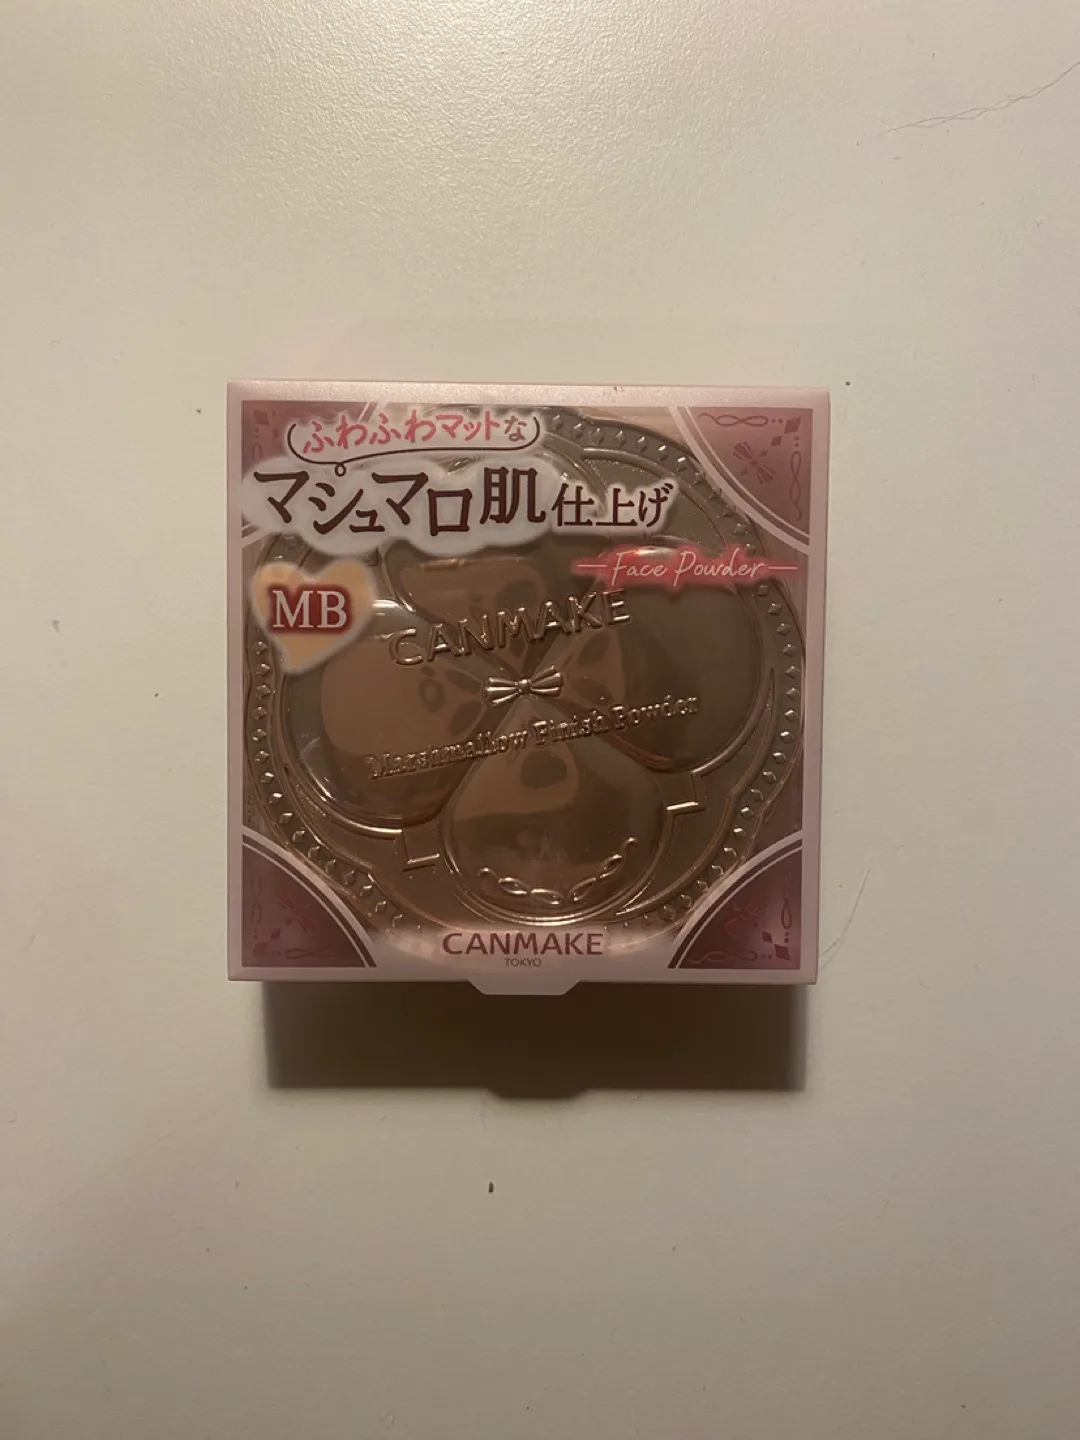 ふわふわマットな
マシュマロ肌仕上げ
Face Powder
MB
CANMAKE
Marshmallow Finish Powder
CANMAKE
TOKYO